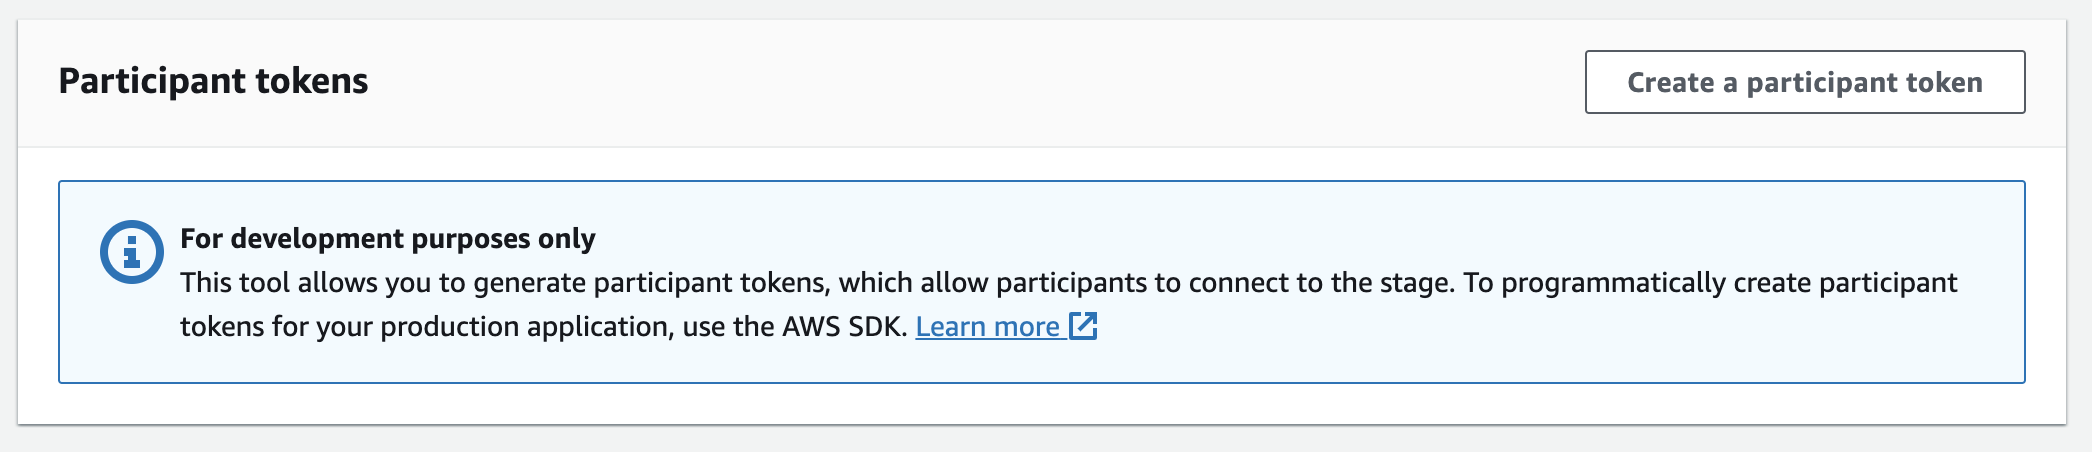 Participant tokens
Create a participant token
For development purposes only
This tool allows you to generate participant tokens, which allow participants to connect to the stage. To programmatically create participant
tokens for your production application, use the AWS SDK. Learn more